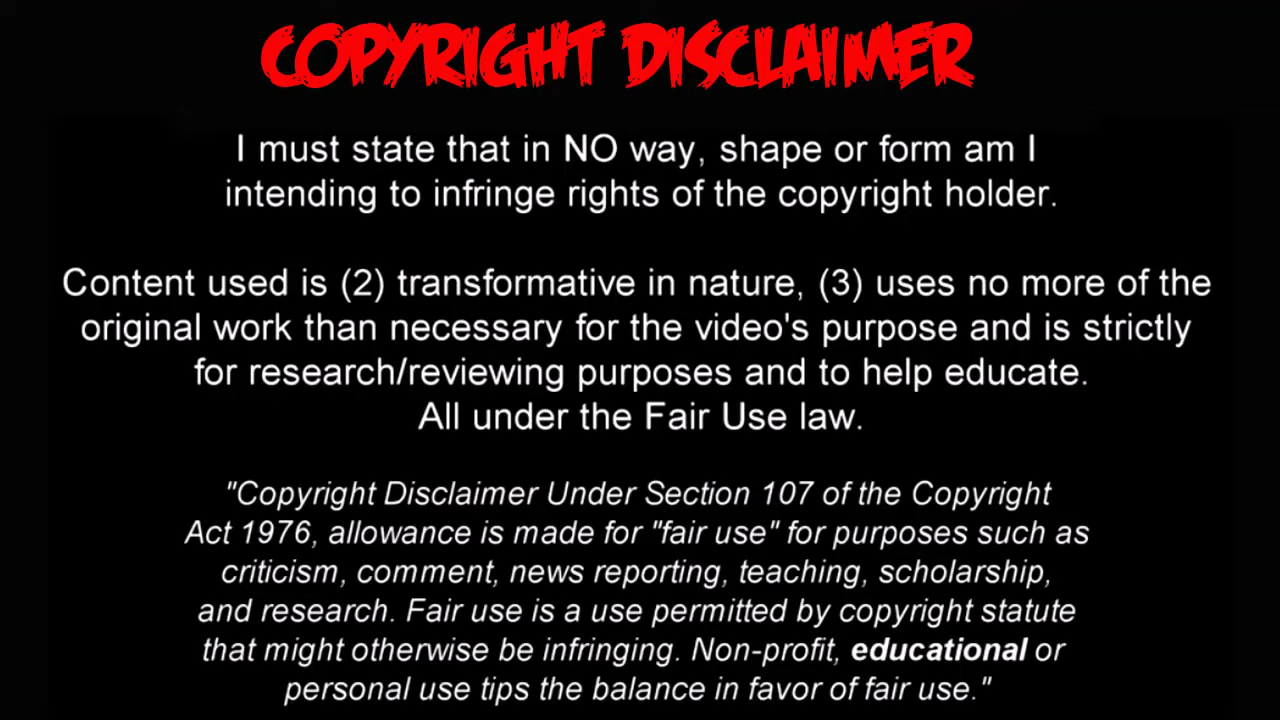 COPYRIGHT DISCLAIMER
I must state that in NO way, shape or form am I
intending to infringe rights of the copyright holder.
Content used is (2) transformative in nature, (3) uses no more of the
original work than necessary for the video's purpose and is strictly
for research/reviewing purposes and to help educate.
All under the Fair Use law.
"Copyright Disclaimer Under Section 107 of the Copyright
Act 1976, allowance is made for "fair use" for purposes such as
criticism, comment, news reporting, teaching, scholarship,
and research. Fair use is a use permitted by copyright statute
that might otherwise be infringing. Non-profit, educational or
personal use tips the balance in favor of fair use."